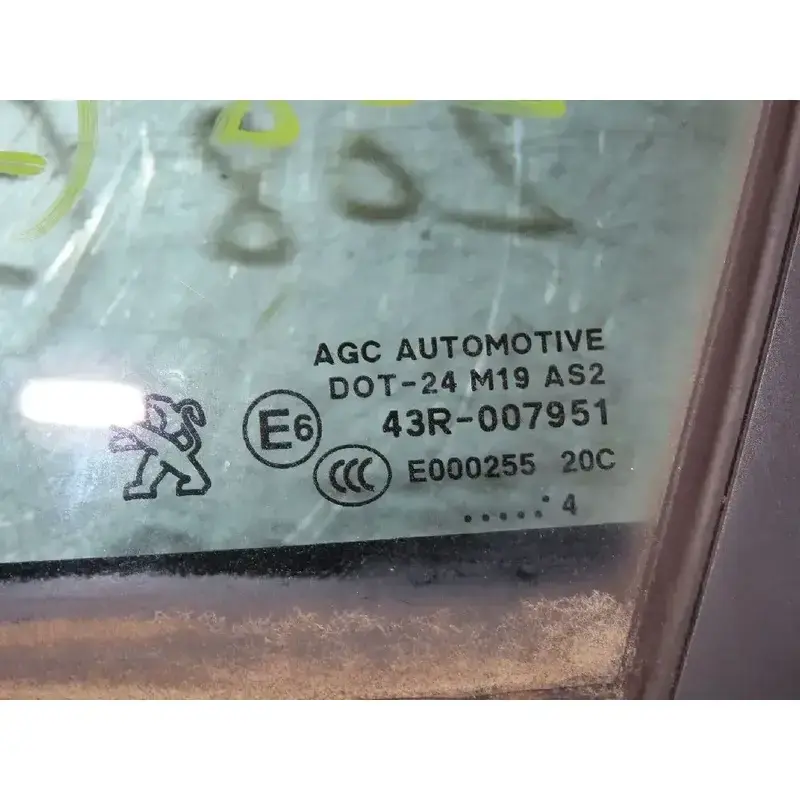 AGC AUTOMOTIVE
DOT-24 M19 AS2
E6 43R-007951
CCC E000255 20C
...... 4